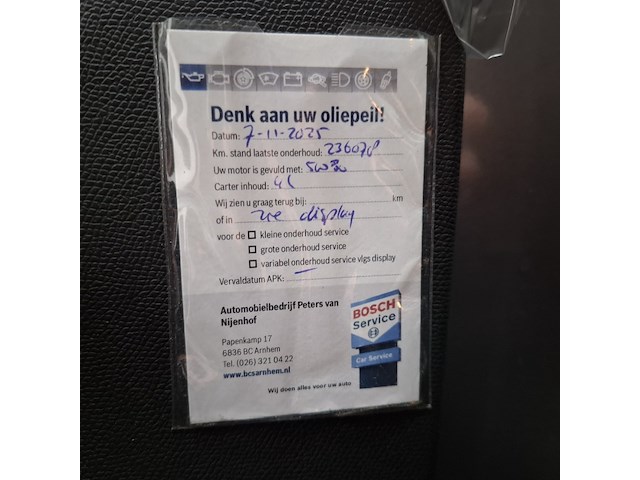 Denk aan uw oliepeil!
Datum: 7-11-2025
Km. stand laatste onderhoud: 236078
Uw motor is gevuld met: 5w30
Carter inhoud: 4L
Wij zien u graag terug bij: km
of in zie display
voor de kleine onderhoud service
grote onderhoud service
variabel onderhoud service vlgs display
Vervaldatum APK:
Automobielbedrijf Peters van
Nijenhof
Papenkamp 17
6836 BC Arnhem
Tel. (026) 321 04 22
www.bcsarnhem.nl
BOSCH
Service
Car Service
Wij doen alles voor uw auto